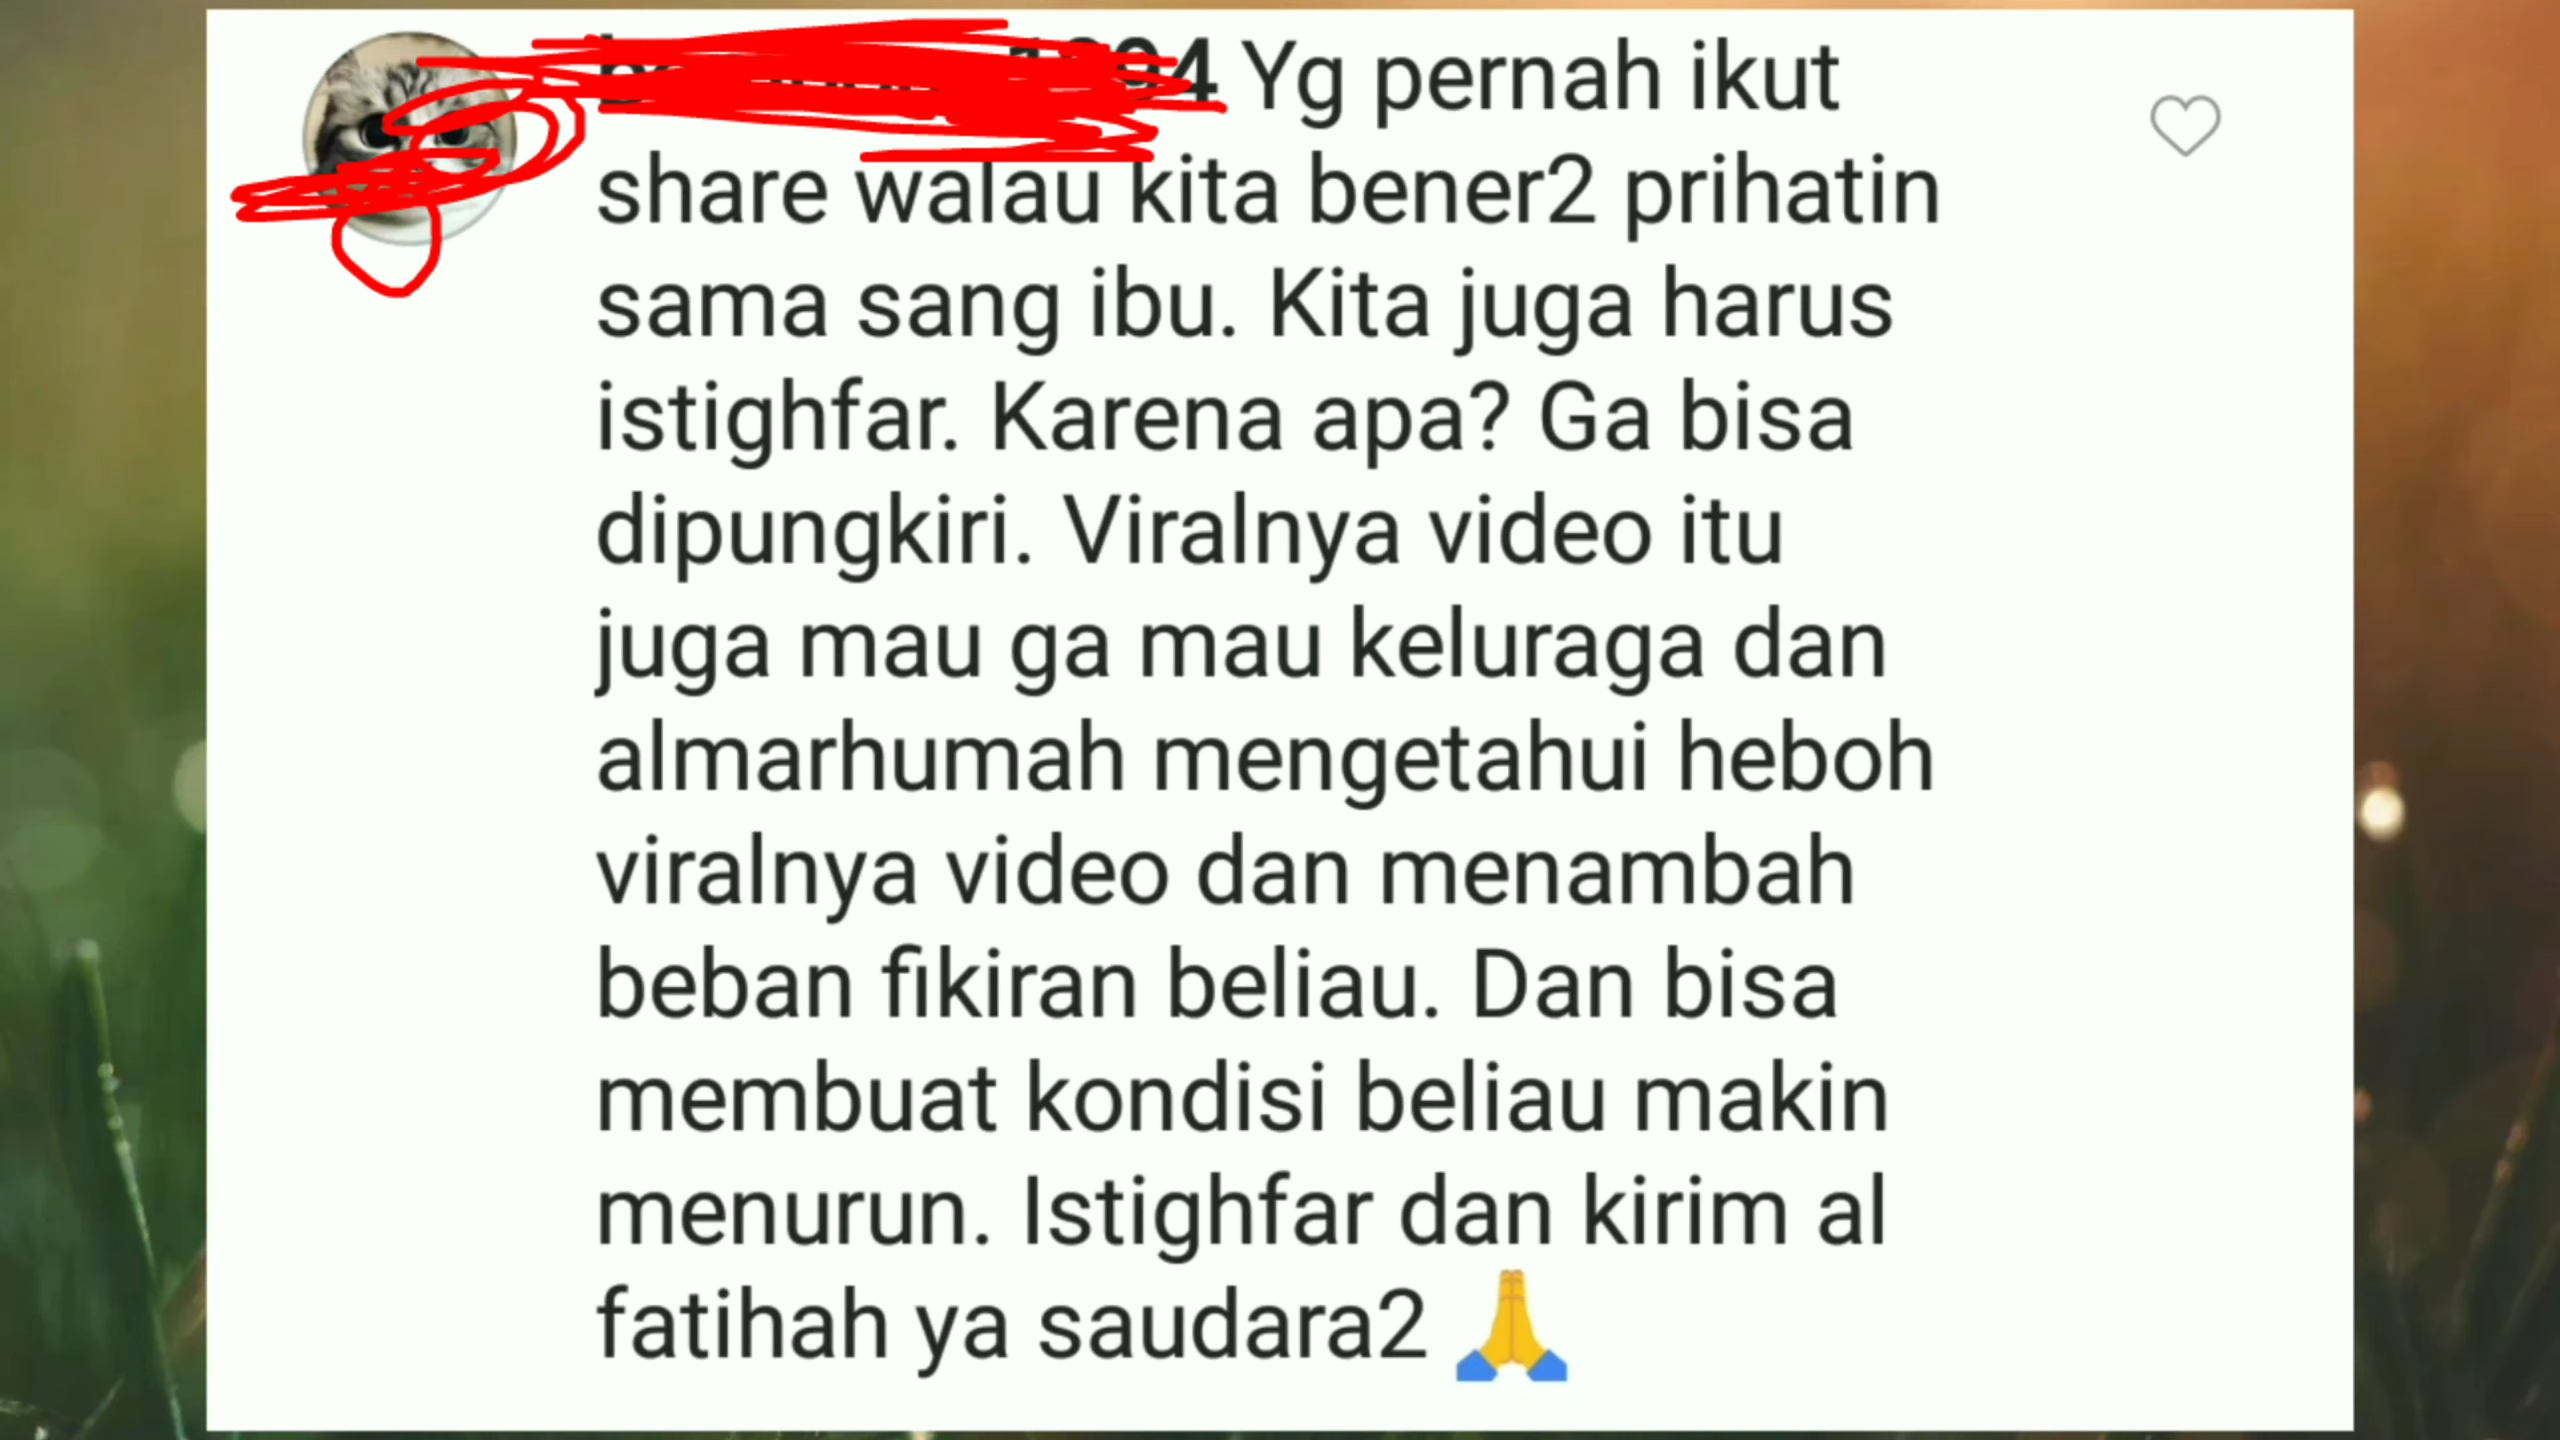 Yg pernah ikut
share walau kita bener2 prihatin
sama sang ibu. Kita juga harus
istighfar. Karena apa? Ga bisa
dipungkiri. Viralnya video itu
juga mau ga mau keluraga dan
almarhumah mengetahui heboh
viralnya video dan menambah
beban fikiran beliau. Dan bisa
membuat kondisi beliau makin
menurun. Istighfar dan kirim al
fatihah ya saudara2 🙏